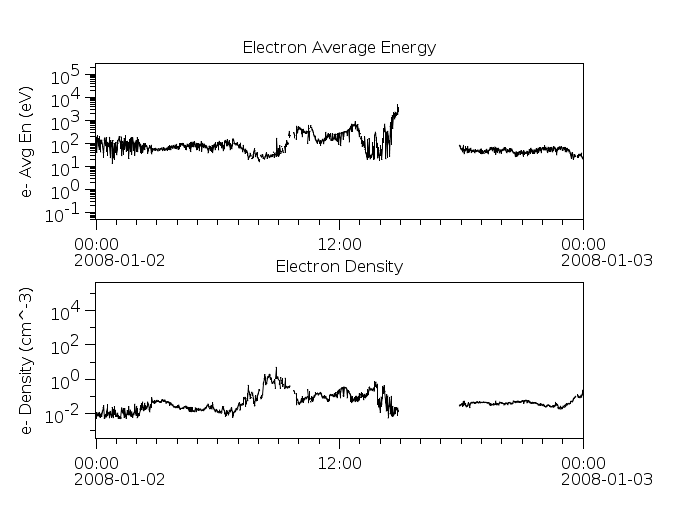 Electron Average Energy
e- Avg En (eV)
10^5
10^4
10^3
10^2
10^1
10^0
10^-1
00:00 12:00 00:00
2008-01-02 2008-01-03
Electron Density
e- Density (cm^-3)
10^4
10^2
10^0
10^-2
00:00 12:00 00:00
2008-01-02 2008-01-03